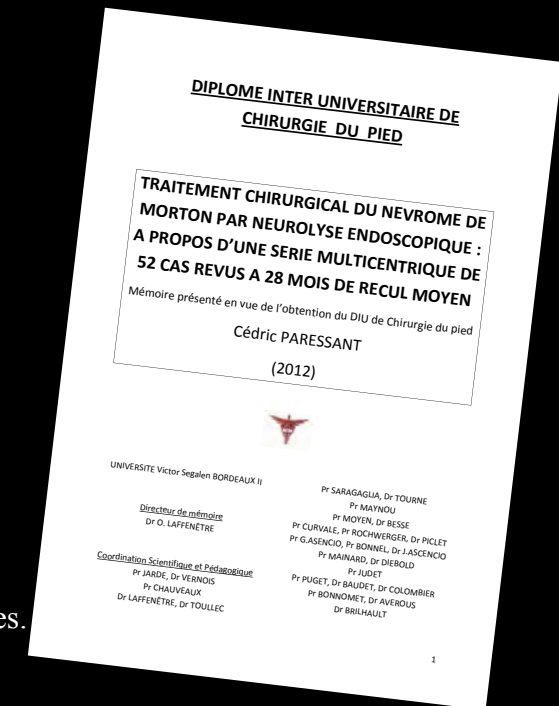 DIPLOME INTER UNIVERSITAIRE DE
CHIRURGIE DU PIED
TRAITEMENT CHIRURGICAL DU NEVROME DE
MORTON PAR NEUROLYSE ENDOSCOPIQUE :
A PROPOS D'UNE SERIE MULTICENTRIQUE DE
52 CAS REVUS A 28 MOIS DE RECUL MOYEN
Mémoire présenté en vue de l'obtention du DIU de Chirurgie du pied
Cédric PARESSANT
(2012)
UNIVERSITE Victor Segalen BORDEAUX II
Directeur de mémoire
Dr O. LAFFENÊTRE
Coordination Scientifique et Pédagogique
Pr JARDE, Dr VERNOIS
Pr CHAUVEAUX
Dr LAFFENÊTRE, Dr TOULLEC
Pr SARAGAGLIA, Dr TOURNE
Pr MAYNOU
Pr MOYEN, Dr BESSE
Pr CURVALE, Pr ROCHWERGER, Dr PICLET
Pr G.ASENCIO, Pr BONNEL, Dr J.ASCENCIO
Pr MAINARD, Dr DIEBOLD
Pr JUDET
Pr PUGET, Dr BAUDET, Dr COLOMBIER
Pr BONNOMET, Dr AVEROUS
Dr BRILHAULT
es.
1